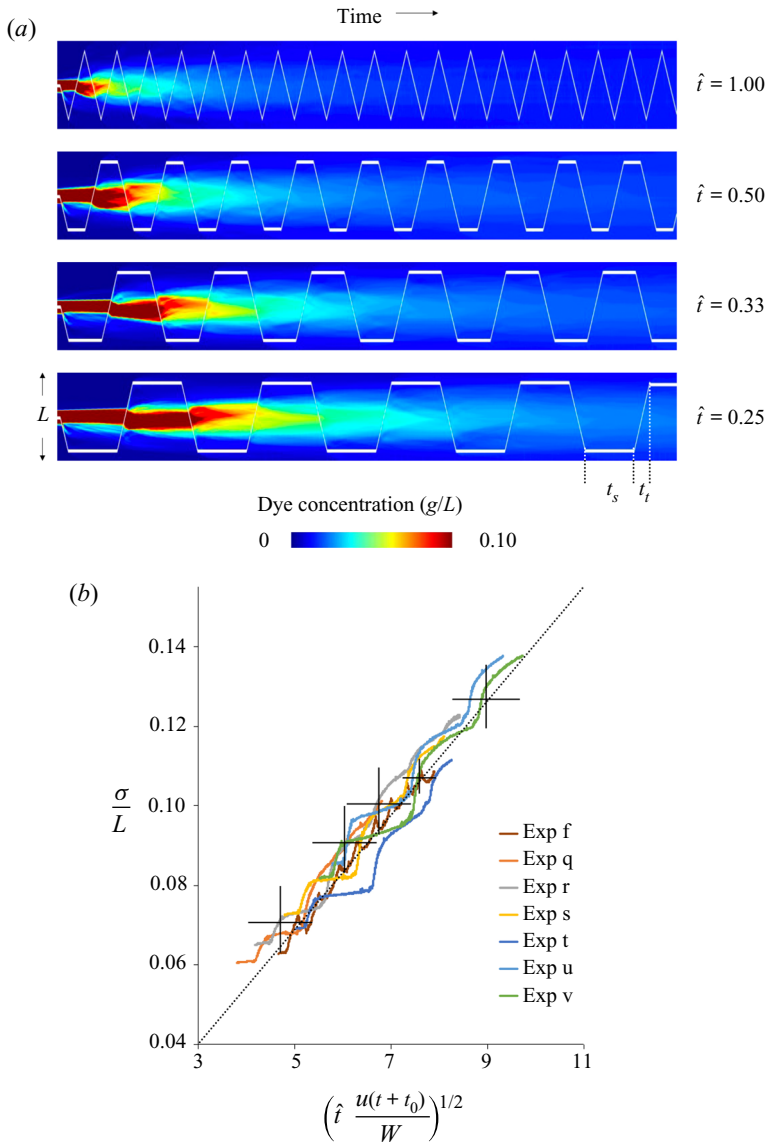 Time
(a)
t̂ = 1.00
t̂ = 0.50
t̂ = 0.33
L
t̂ = 0.25
t_s t_t
Dye concentration (g/L)
0 0.10
(b)
0.14
0.12
σ/L
0.10
0.08
0.06
0.04
Exp f
Exp q
Exp r
Exp s
Exp t
Exp u
Exp v
3 5 7 9 11
(t̂ u(t + t_0)/W)^{1/2}